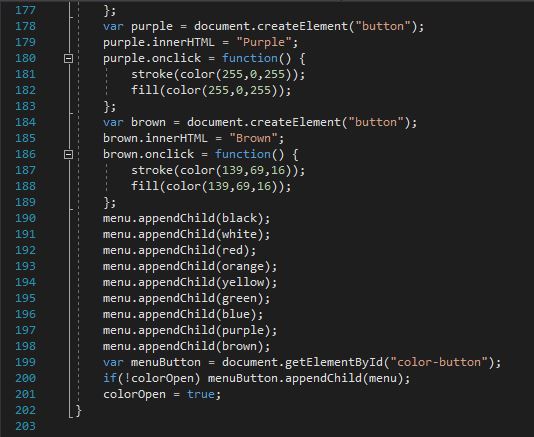 177 };
178 var purple = document.createElement("button");
179 purple.innerHTML = "Purple";
180 purple.onclick = function() {
181 stroke(color(255,0,255));
182 fill(color(255,0,255));
183 };
184 var brown = document.createElement("button");
185 brown.innerHTML = "Brown";
186 brown.onclick = function() {
187 stroke(color(139,69,16));
188 fill(color(139,69,16));
189 };
190 menu.appendChild(black);
191 menu.appendChild(white);
192 menu.appendChild(red);
193 menu.appendChild(orange);
194 menu.appendChild(yellow);
195 menu.appendChild(green);
196 menu.appendChild(blue);
197 menu.appendChild(purple);
198 menu.appendChild(brown);
199 var menuButton = document.getElementById("color-button");
200 if(!colorOpen) menuButton.appendChild(menu);
201 colorOpen = true;
202 }
203